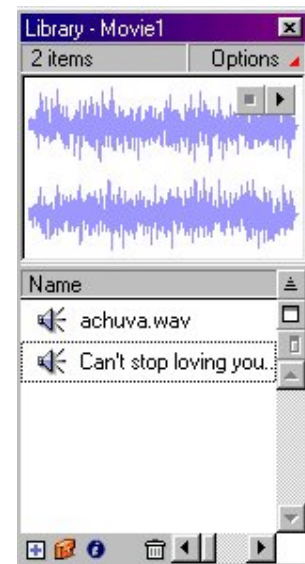 Library - Movie1
2 items Options
Name
achuva.wav
Can't stop loving you..